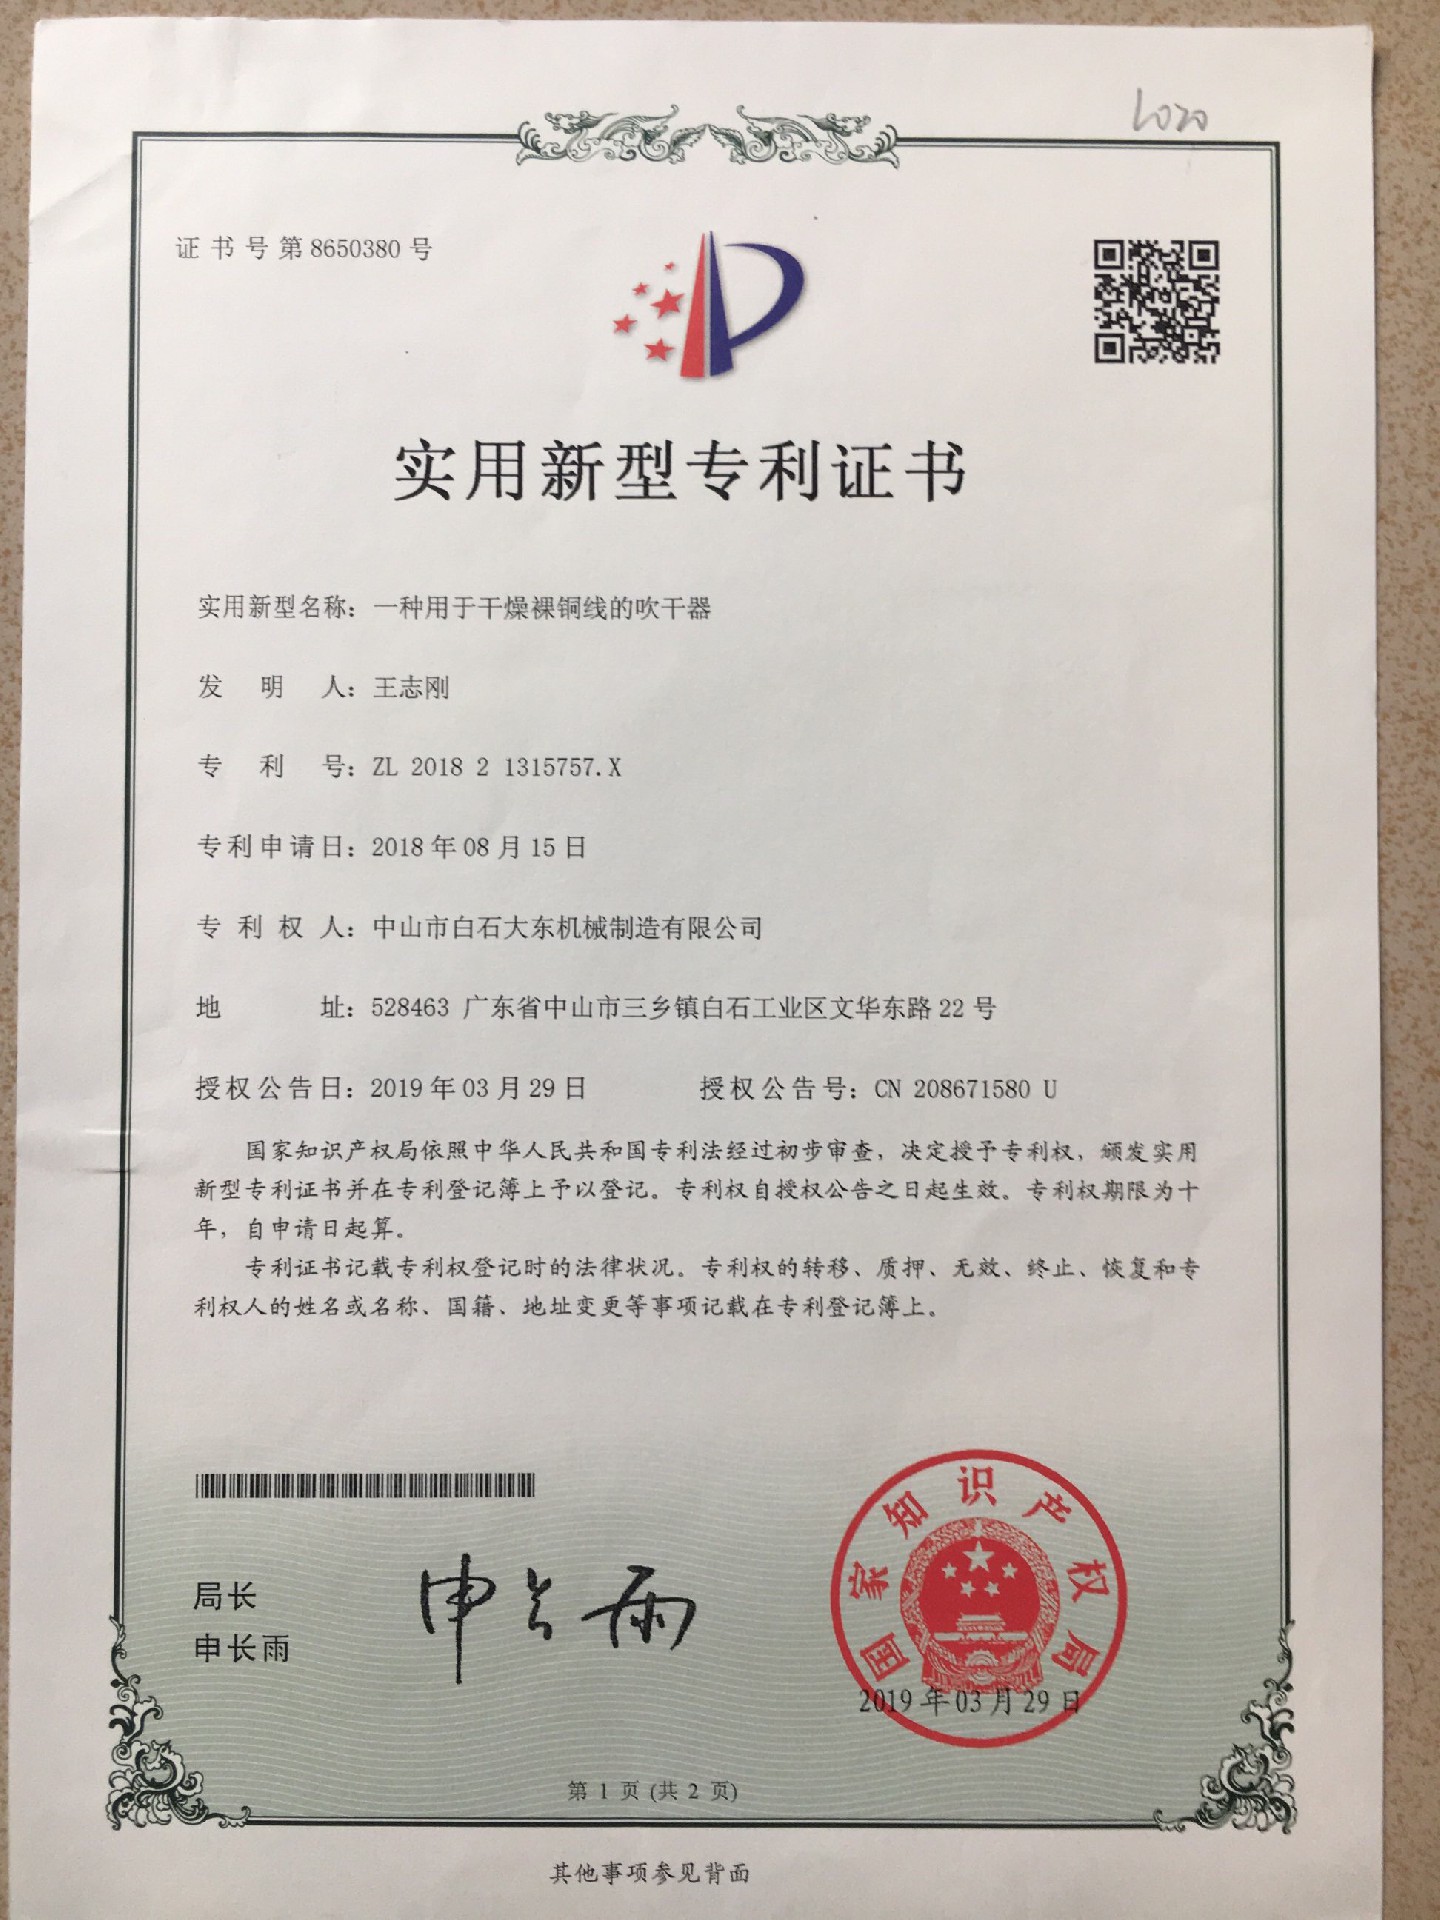 证书号第8650380号
实用新型专利证书
实用新型名称：一种用于干燥裸铜线的吹干器
发明人：王志刚
专利号：ZL 2018 2 1315757.X
专利申请日：2018年08月15日
专利权人：中山市白石大东机械制造有限公司
地址：528463 广东省中山市三乡镇白石工业区文华东路22号
授权公告日：2019年03月29日 授权公告号：CN 208671580 U
国家知识产权局依照中华人民共和国专利法经过初步审查，决定授予专利权，颁发实用
新型专利证书并在专利登记簿上予以登记。专利权自授权公告之日起生效。专利权期限为十
年，自申请日起算。
专利证书记载专利权登记时的法律状况。专利权的转移、质押、无效、终止、恢复和专
利权人的姓名或名称、国籍、地址变更等事项记载在专利登记簿上。
局长
申长雨
申长雨
国家知识产权局
2019年03月29日
第 1 页 (共 2 页)
其他事项参见背面